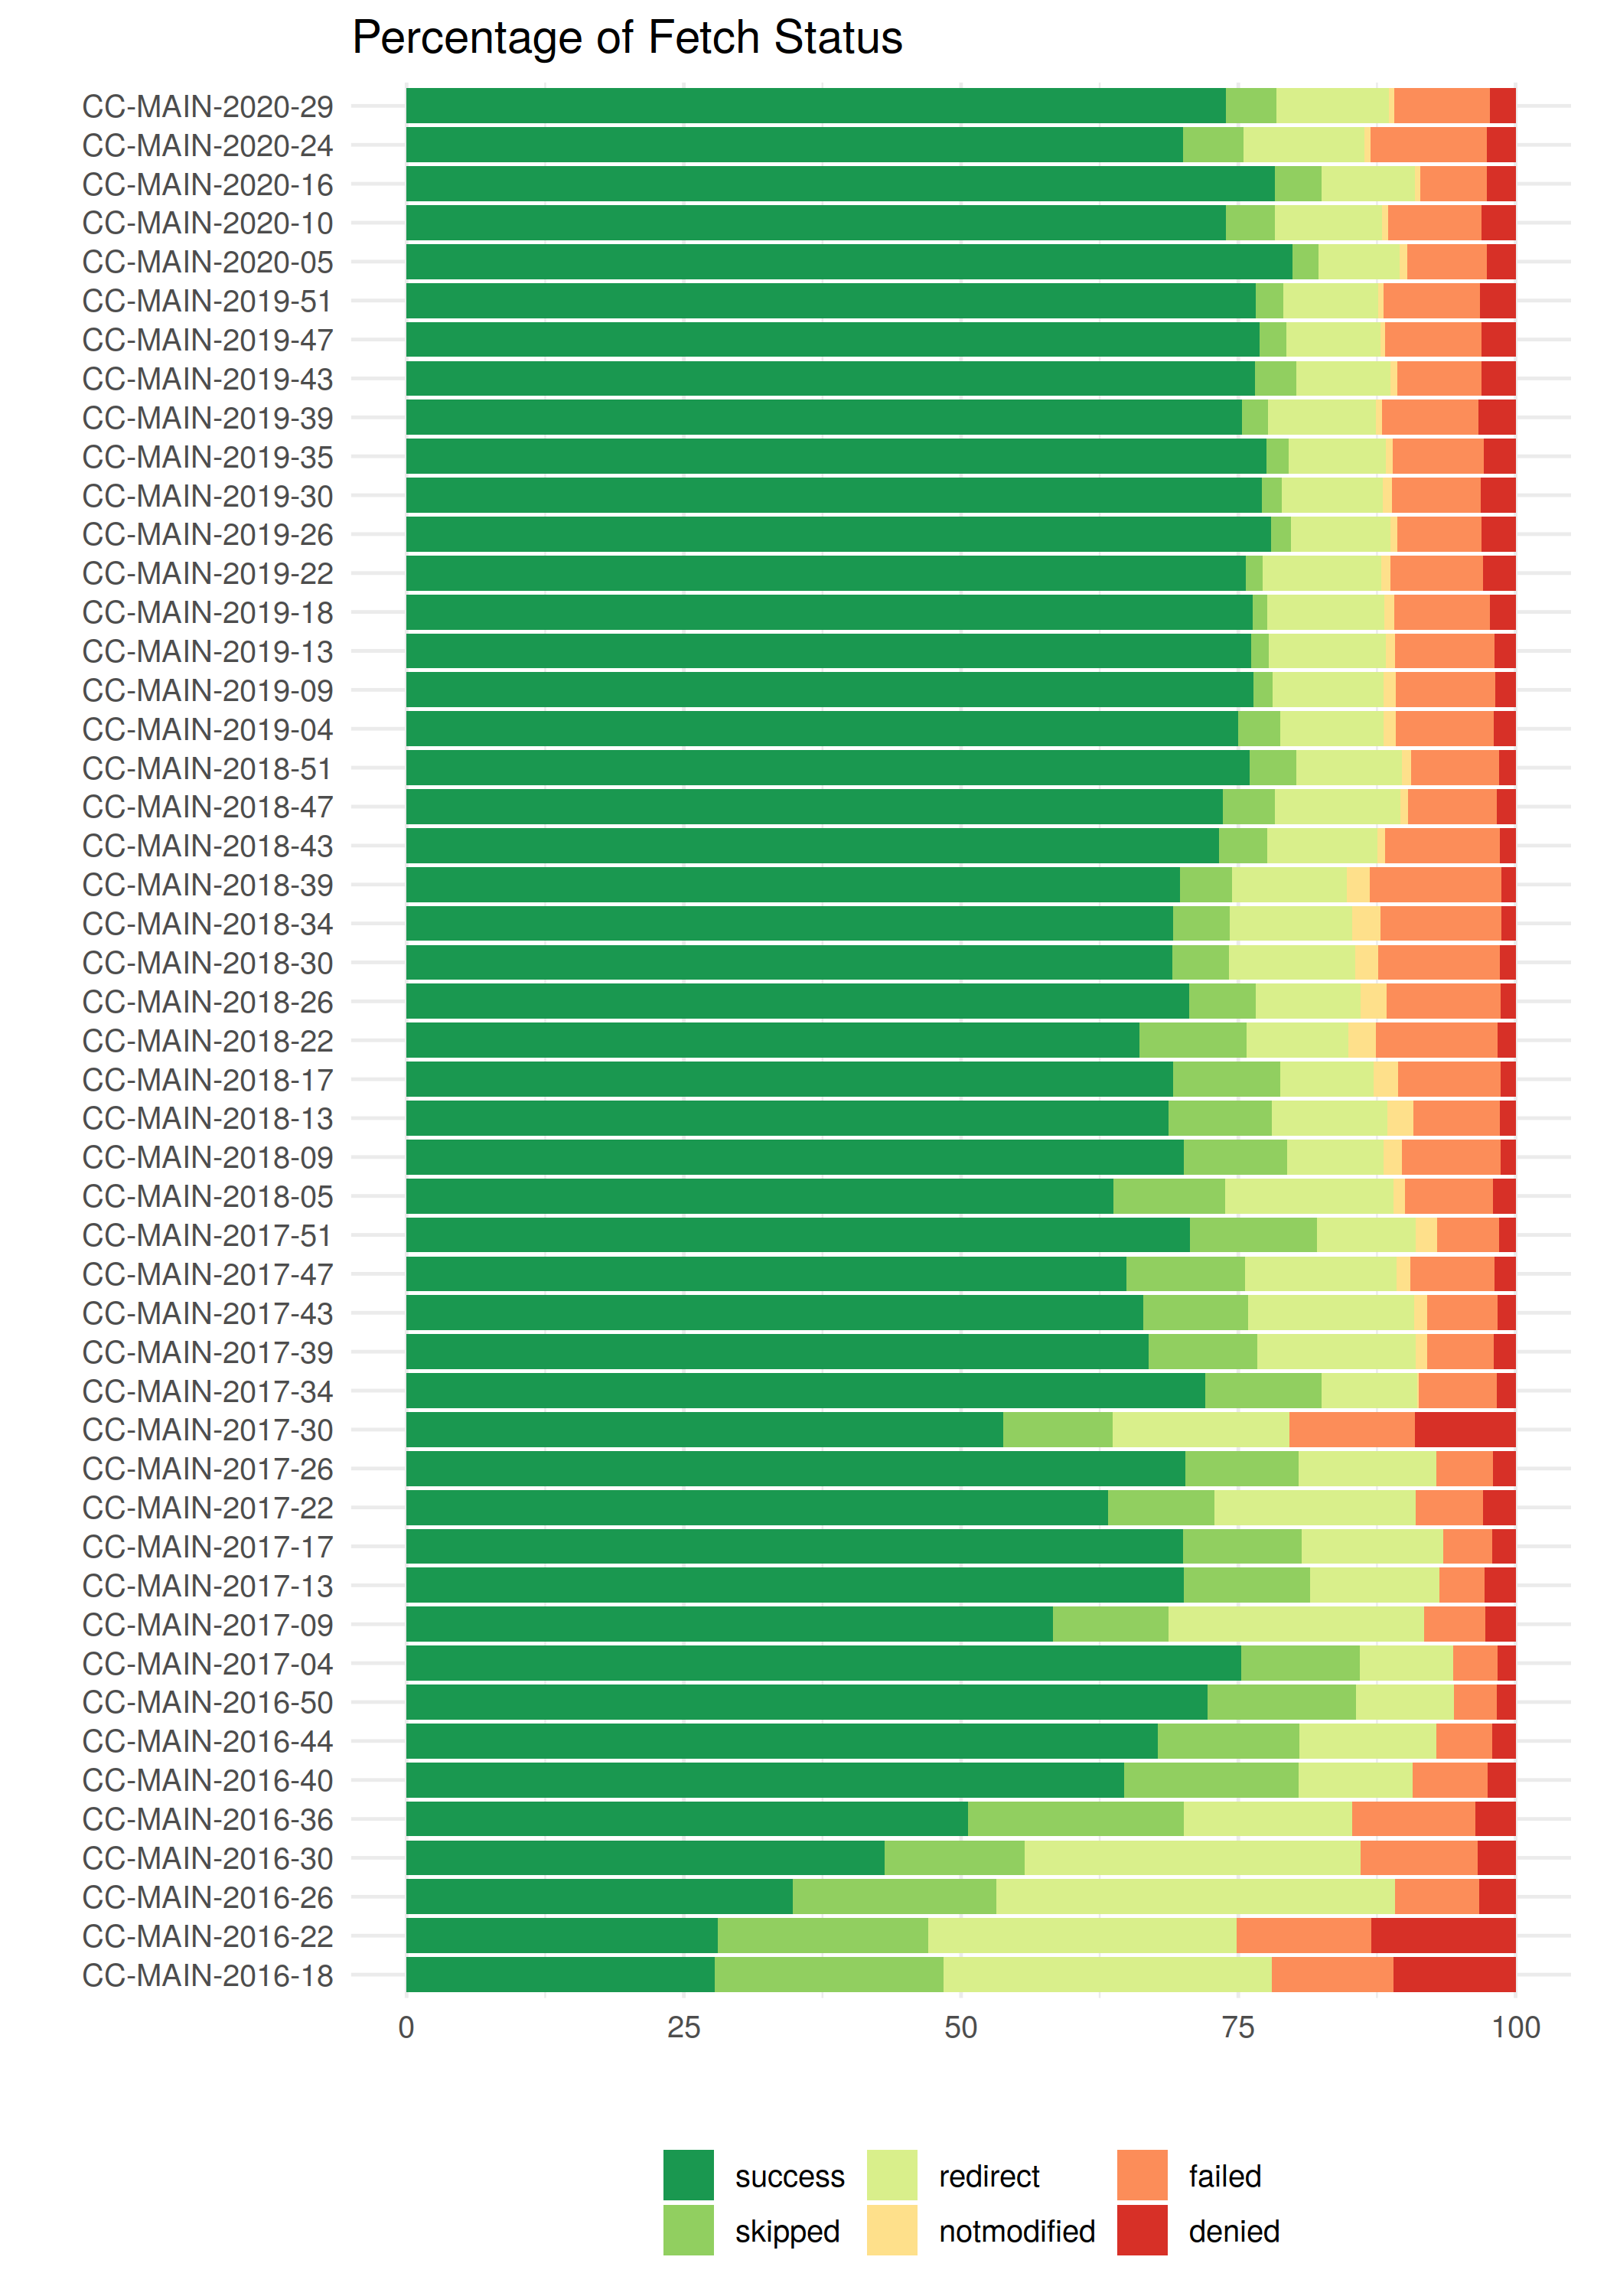 Percentage of Fetch Status
CC-MAIN-2020-29
CC-MAIN-2020-24
CC-MAIN-2020-16
CC-MAIN-2020-10
CC-MAIN-2020-05
CC-MAIN-2019-51
CC-MAIN-2019-47
CC-MAIN-2019-43
CC-MAIN-2019-39
CC-MAIN-2019-35
CC-MAIN-2019-30
CC-MAIN-2019-26
CC-MAIN-2019-22
CC-MAIN-2019-18
CC-MAIN-2019-13
CC-MAIN-2019-09
CC-MAIN-2019-04
CC-MAIN-2018-51
CC-MAIN-2018-47
CC-MAIN-2018-43
CC-MAIN-2018-39
CC-MAIN-2018-34
CC-MAIN-2018-30
CC-MAIN-2018-26
CC-MAIN-2018-22
CC-MAIN-2018-17
CC-MAIN-2018-13
CC-MAIN-2018-09
CC-MAIN-2018-05
CC-MAIN-2017-51
CC-MAIN-2017-47
CC-MAIN-2017-43
CC-MAIN-2017-39
CC-MAIN-2017-34
CC-MAIN-2017-30
CC-MAIN-2017-26
CC-MAIN-2017-22
CC-MAIN-2017-17
CC-MAIN-2017-13
CC-MAIN-2017-09
CC-MAIN-2017-04
CC-MAIN-2016-50
CC-MAIN-2016-44
CC-MAIN-2016-40
CC-MAIN-2016-36
CC-MAIN-2016-30
CC-MAIN-2016-26
CC-MAIN-2016-22
CC-MAIN-2016-18
0 25 50 75 100
success redirect failed
skipped notmodified denied